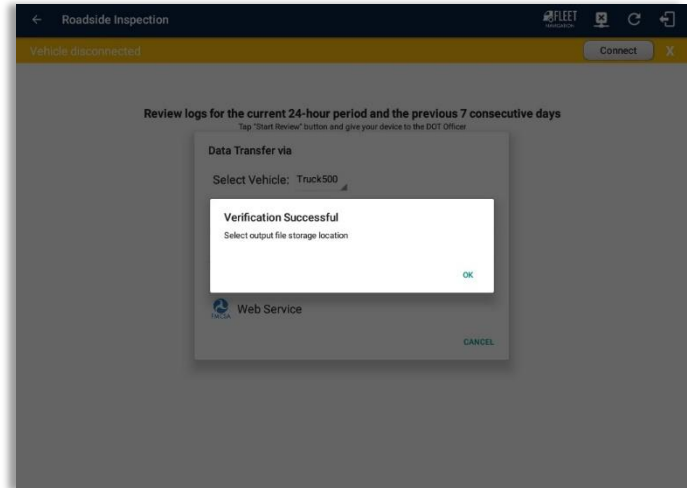 Roadside Inspection
FLEET
NAVIGATION
Vehicle disconnected
Connect
X
Review logs for the current 24-hour period and the previous 7 consecutive days
Tap "Start Review" button and give your device to the DOT Officer
Data Transfer via
Select Vehicle: Truck500
Verification Successful
Select output file storage location
OK
FMCSA
Web Service
CANCEL